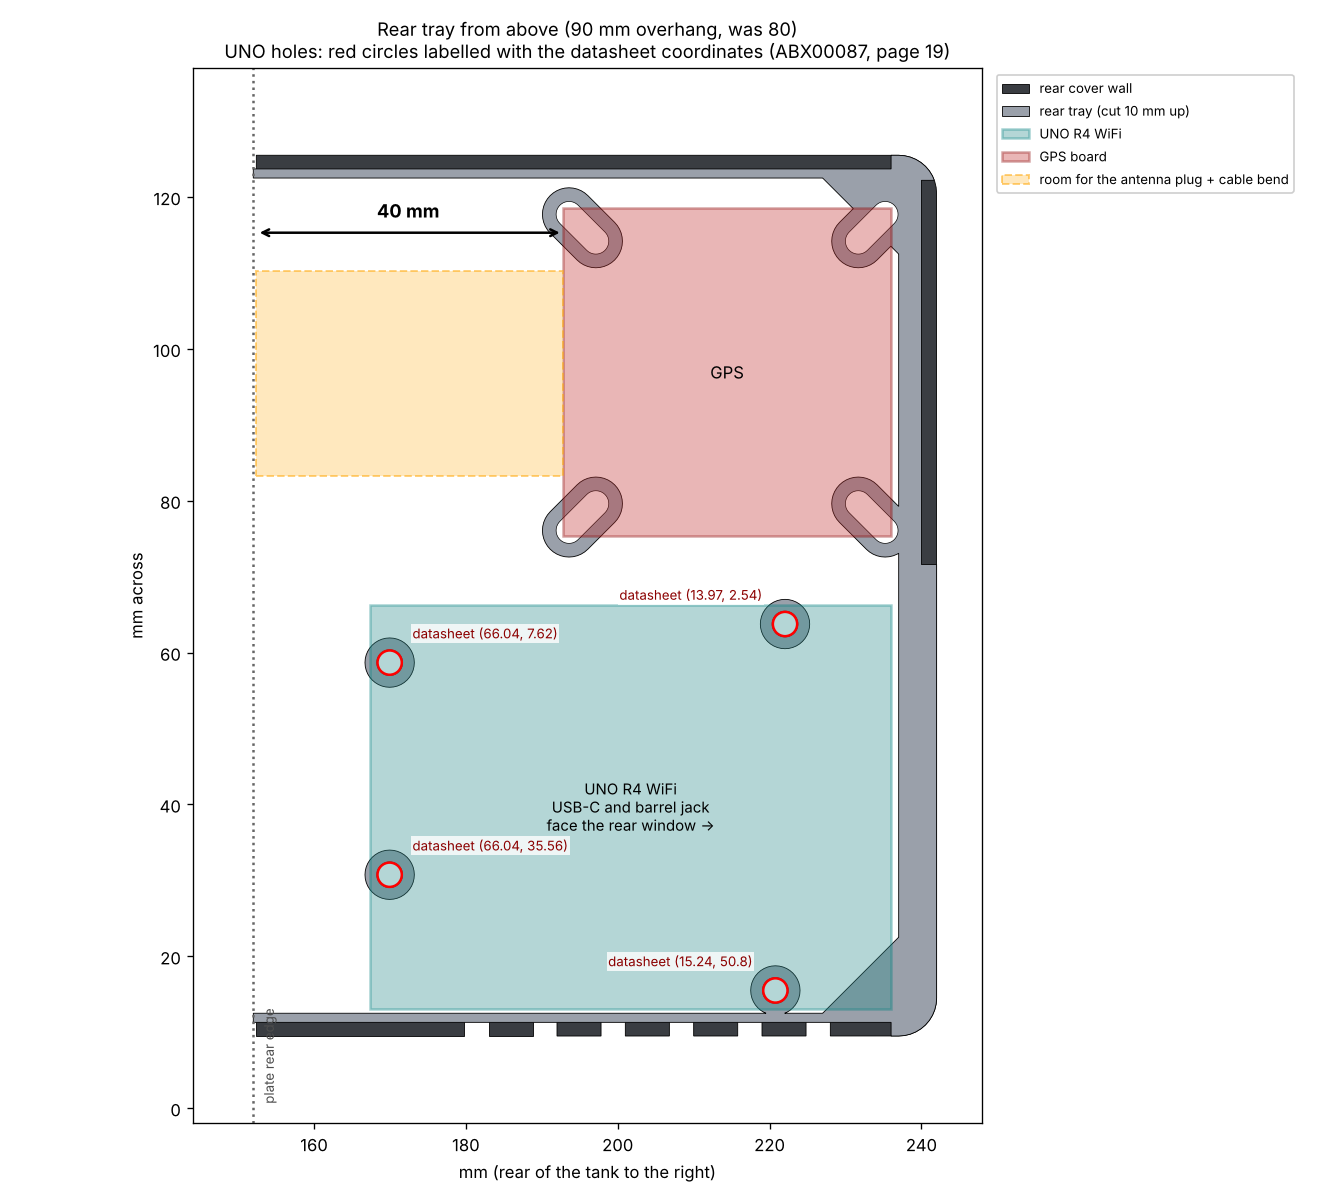 Rear tray from above (90 mm overhang, was 80)
UNO holes: red circles labelled with the datasheet coordinates (ABX00087, page 19)
rear cover wall
rear tray (cut 10 mm up)
UNO R4 WiFi
GPS board
room for the antenna plug + cable bend
40 mm
GPS
datasheet (13.97, 2.54)
datasheet (66.04, 7.62)
UNO R4 WiFi
USB-C and barrel jack
face the rear window →
datasheet (66.04, 35.56)
datasheet (15.24, 50.8)
plate rear edge
120
100
80
60
40
20
0
mm across
160
180
200
220
240
mm (rear of the tank to the right)